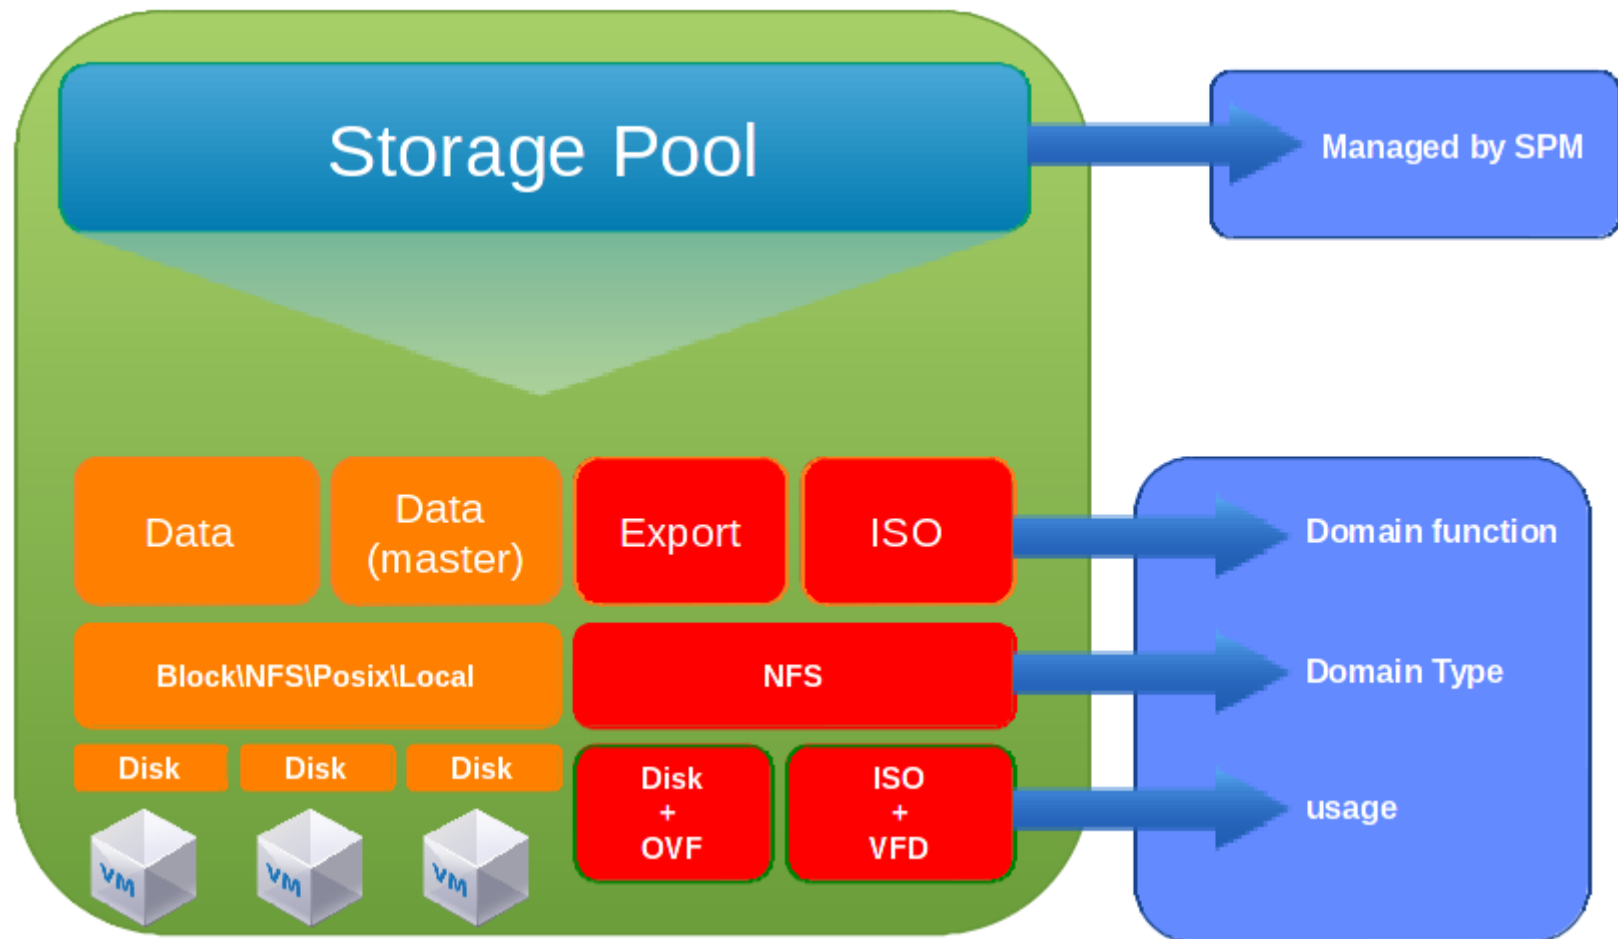 Storage Pool
Managed by SPM
Data
Data
(master)
Export
ISO
Domain function
Block\NFS\Posix\Local
NFS
Domain Type
Disk
Disk
Disk
Disk
+
OVF
ISO
+
VFD
usage
VM
VM
VM